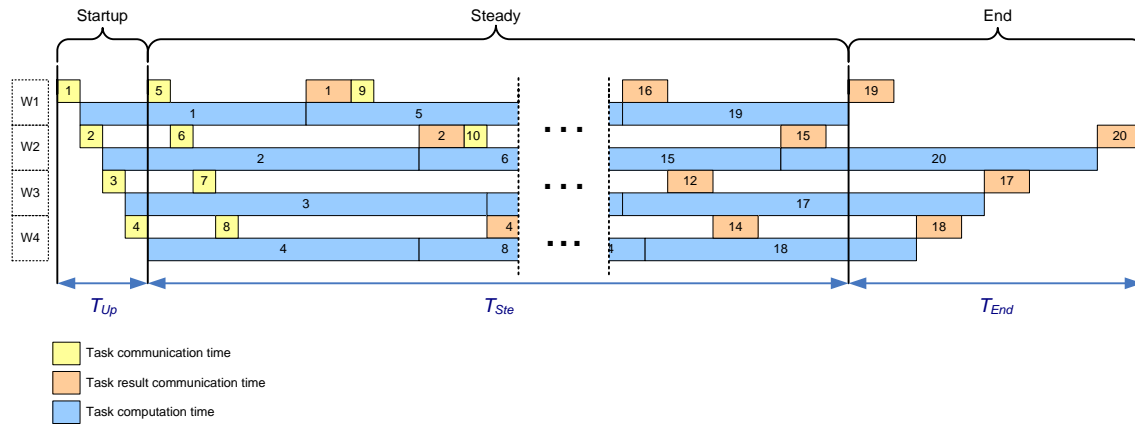 Startup Steady End
1 5 1 9 16 19
W1
1 5 19
2 6 2 10 15 20
W2
2 6 15 20
3 7 12 17
W3
3 17
4 8 4 14 18
W4
4 8 4 18
T_Up T_Ste T_End
Task communication time
Task result communication time
Task computation time